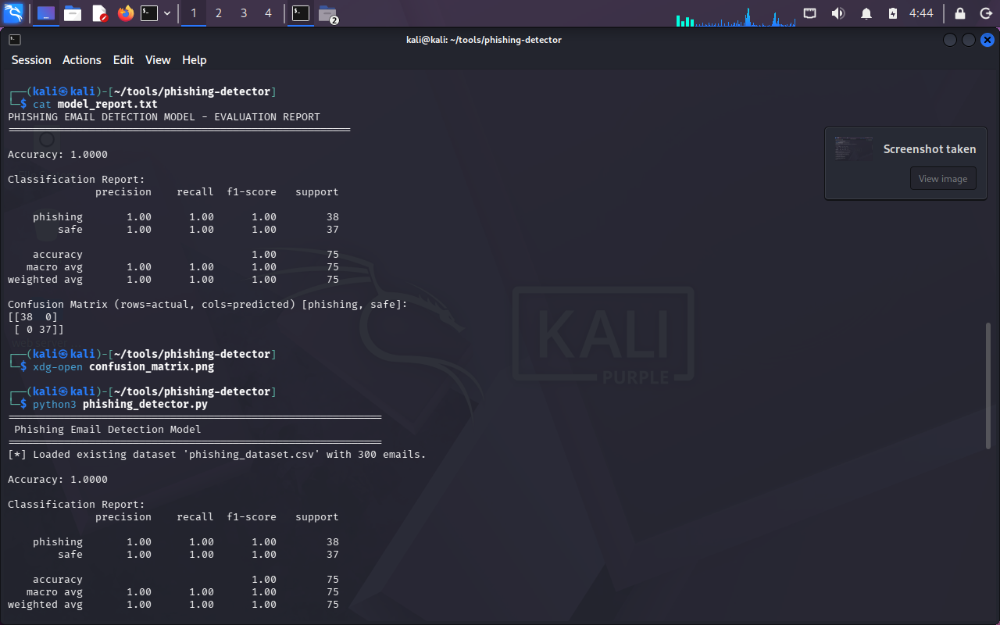 1 2 3 4 2 4:44
kali@kali: ~/tools/phishing-detector
Session Actions Edit View Help
┌──(kali㉿kali)-[~/tools/phishing-detector]
└─$ cat model_report.txt
PHISHING EMAIL DETECTION MODEL - EVALUATION REPORT
=======================================================
Accuracy: 1.0000
Classification Report:
precision recall f1-score support
phishing 1.00 1.00 1.00 38
safe 1.00 1.00 1.00 37
accuracy 1.00 75
macro avg 1.00 1.00 1.00 75
weighted avg 1.00 1.00 1.00 75
Confusion Matrix (rows=actual, cols=predicted) [phishing, safe]:
[[38  0]
 [ 0 37]]
┌──(kali㉿kali)-[~/tools/phishing-detector]
└─$ xdg-open confusion_matrix.png
┌──(kali㉿kali)-[~/tools/phishing-detector]
└─$ python3 phishing_detector.py
============================================================
Phishing Email Detection Model
============================================================
[*] Loaded existing dataset 'phishing_dataset.csv' with 300 emails.
Accuracy: 1.0000
Classification Report:
precision recall f1-score support
phishing 1.00 1.00 1.00 38
safe 1.00 1.00 1.00 37
accuracy 1.00 75
macro avg 1.00 1.00 1.00 75
weighted avg 1.00 1.00 1.00 75
Screenshot taken
View image
web server
KALI
PURPLE